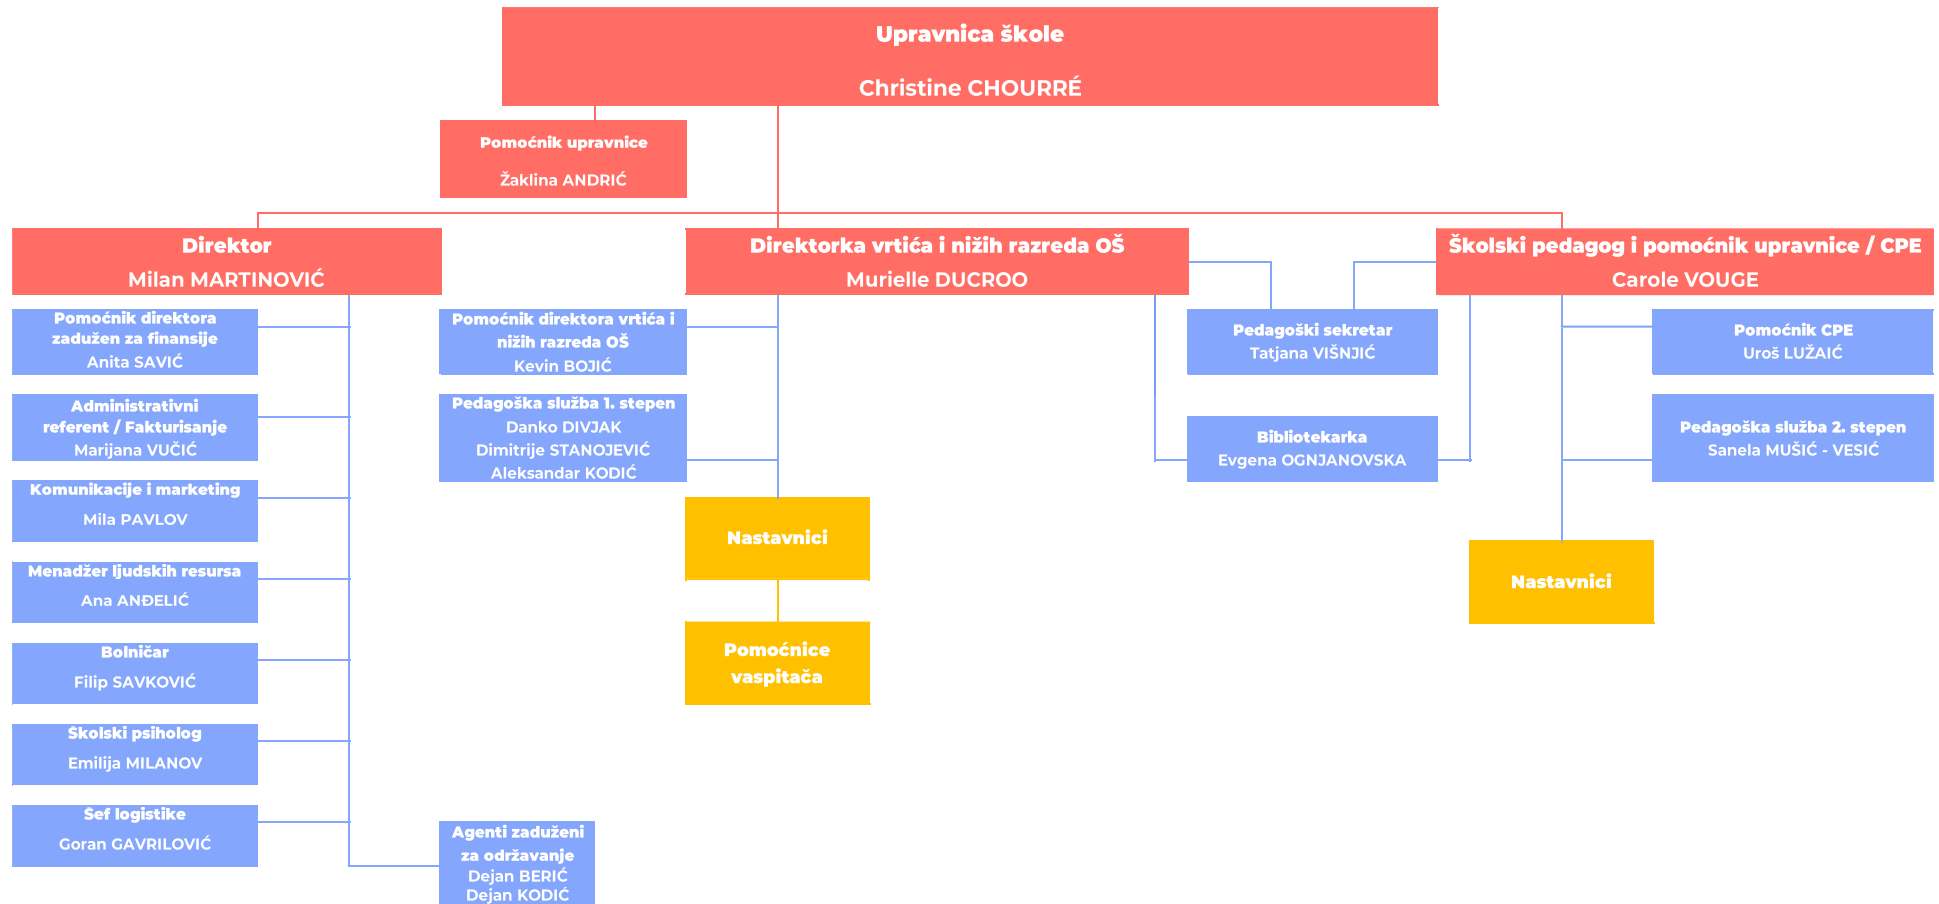 Upravnica škole
Christine CHOURRÉ
Pomoćnik upravnice
Žaklina ANDRIĆ
Direktor
Milan MARTINOVIĆ
Direktorka vrtića i nižih razreda OŠ
Murielle DUCROO
Školski pedagog i pomoćnik upravnice / CPE
Carole VOUGE
Pomoćnik direktora
zadužen za finansije
Anita SAVIĆ
Administrativni
referent / Fakturisanje
Marijana VUČIĆ
Komunikacije i marketing
Mila PAVLOV
Menadžer ljudskih resursa
Ana ANĐELIĆ
Bolničar
Filip SAVKOVIĆ
Školski psiholog
Emilija MILANOV
Šef logistike
Goran GAVRILOVIĆ
Agenti zaduženi
za održavanje
Dejan BERIĆ
Dejan KODIĆ
Pomoćnik direktora vrtića i
nižih razreda OŠ
Kevin BOJIĆ
Pedagoška služba 1. stepen
Danko DIVJAK
Dimitrije STANOJEVIĆ
Aleksandar KODIĆ
Nastavnici
Pomoćnice
vaspitača
Pedagoški sekretar
Tatjana VIŠNJIĆ
Bibliotekarka
Evgena OGNJANOVSKA
Pomoćnik CPE
Uroš LUŽAIĆ
Pedagoška služba 2. stepen
Sanela MUŠIĆ - VESIĆ
Nastavnici